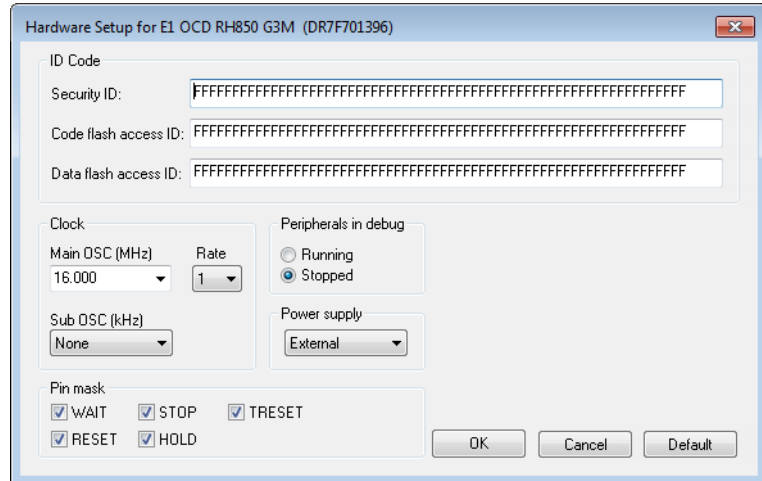 Hardware Setup for E1 OCD RH850 G3M (DR7F701396)
ID Code
Security ID: FFFFFFFFFFFFFFFFFFFFFFFFFFFFFFFFFFFFFFFFFFFFFFFFFFFFFFFFFFFFFFFF
Code flash access ID: FFFFFFFFFFFFFFFFFFFFFFFFFFFFFFFFFFFFFFFFFFFFFFFFFFFFFFFFFFFFFFFF
Data flash access ID: FFFFFFFFFFFFFFFFFFFFFFFFFFFFFFFFFFFFFFFFFFFFFFFFFFFFFFFFFFFFFFFF
Clock
Main OSC (MHz) Rate
16.000 1
Sub OSC (kHz)
None
Peripherals in debug
Running
Stopped
Power supply
External
Pin mask
WAIT STOP TRESET
RESET HOLD
OK Cancel Default